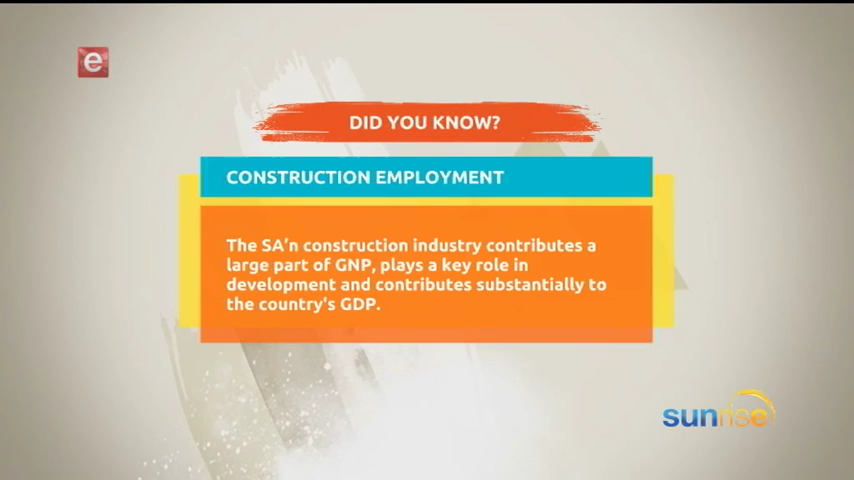 e
DID YOU KNOW?
CONSTRUCTION EMPLOYMENT
The SA'n construction industry contributes a
large part of GNP, plays a key role in
development and contributes substantially to
the country's GDP.
sunrise